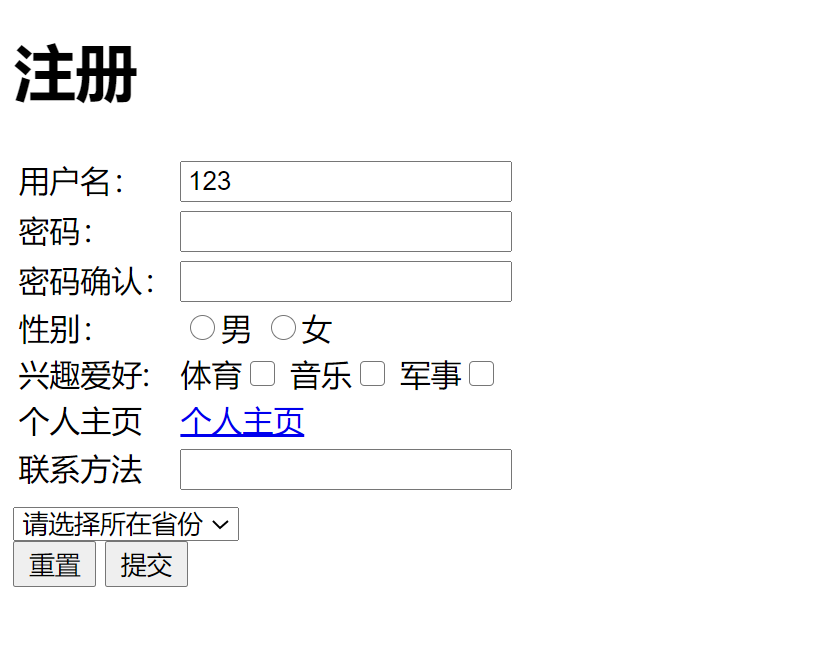 注册
用户名： 123
密码：
密码确认：
性别： 男 女
兴趣爱好: 体育 音乐 军事
个人主页 个人主页
联系方法
请选择所在省份
重置 提交